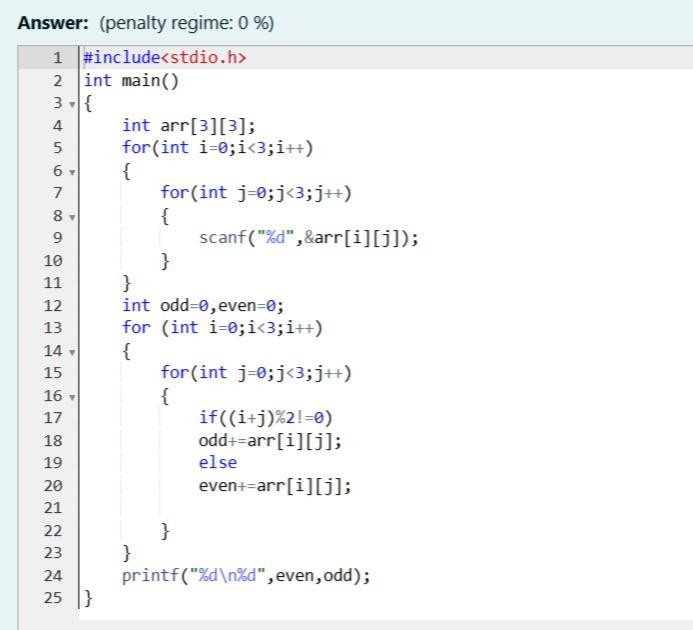 Answer: (penalty regime: 0 %)
1 #include<stdio.h>
2 int main()
3 {
4     int arr[3][3];
5     for(int i=0;i<3;i++)
6     {
7         for(int j=0;j<3;j++)
8         {
9             scanf("%d",&arr[i][j]);
10         }
11     }
12     int odd=0,even=0;
13     for (int i=0;i<3;i++)
14     {
15         for(int j=0;j<3;j++)
16         {
17             if((i+j)%2!=0)
18             odd+=arr[i][j];
19             else
20             even+=arr[i][j];
21
22         }
23     }
24     printf("%d\n%d",even,odd);
25 }